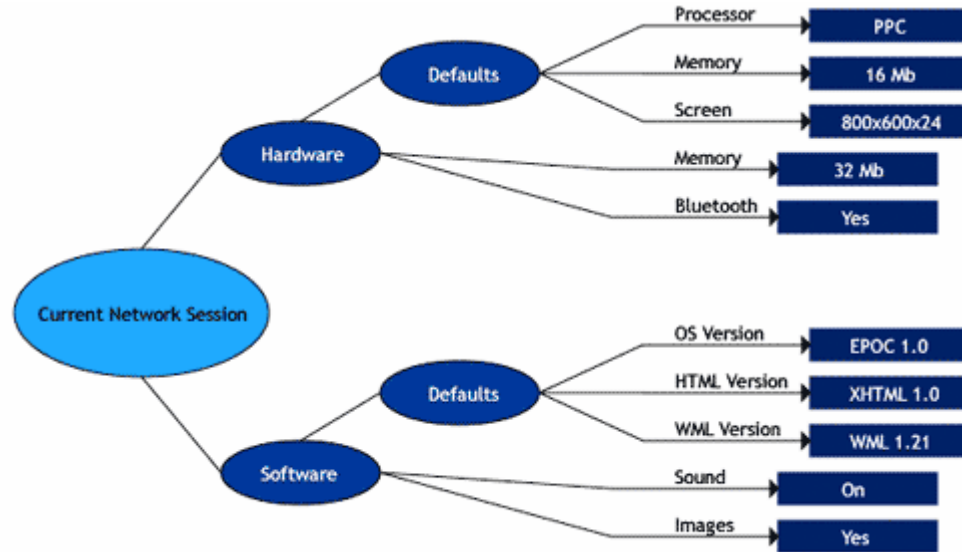 Processor
PPC
Defaults
Memory
16 Mb
Screen
800x600x24
Hardware
Memory
32 Mb
Bluetooth
Yes
Current Network Session
OS Version
EPOC 1.0
Defaults
HTML Version
XHTML 1.0
WML Version
WML 1.21
Software
Sound
On
Images
Yes